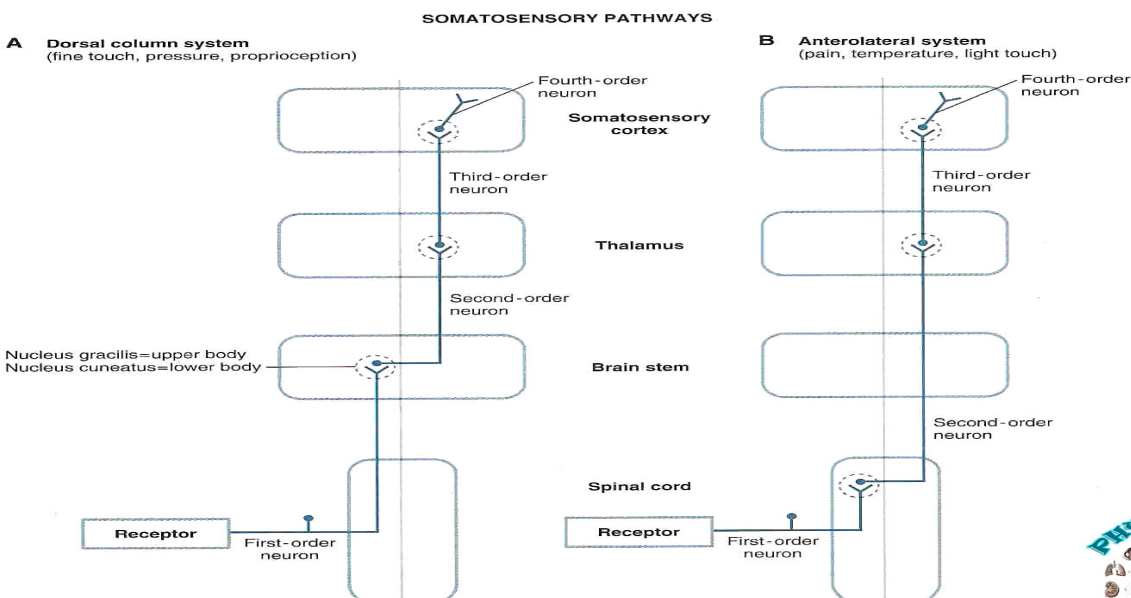 SOMATOSENSORY PATHWAYS
A Dorsal column system
(fine touch, pressure, proprioception)
Fourth-order
neuron
Third-order
neuron
Second-order
neuron
Nucleus gracilis=upper body
Nucleus cuneatus=lower body
Receptor
First-order
neuron
Somatosensory
cortex
Thalamus
Brain stem
Spinal cord
B Anterolateral system
(pain, temperature, light touch)
Fourth-order
neuron
Third-order
neuron
Second-order
neuron
Receptor
First-order
neuron